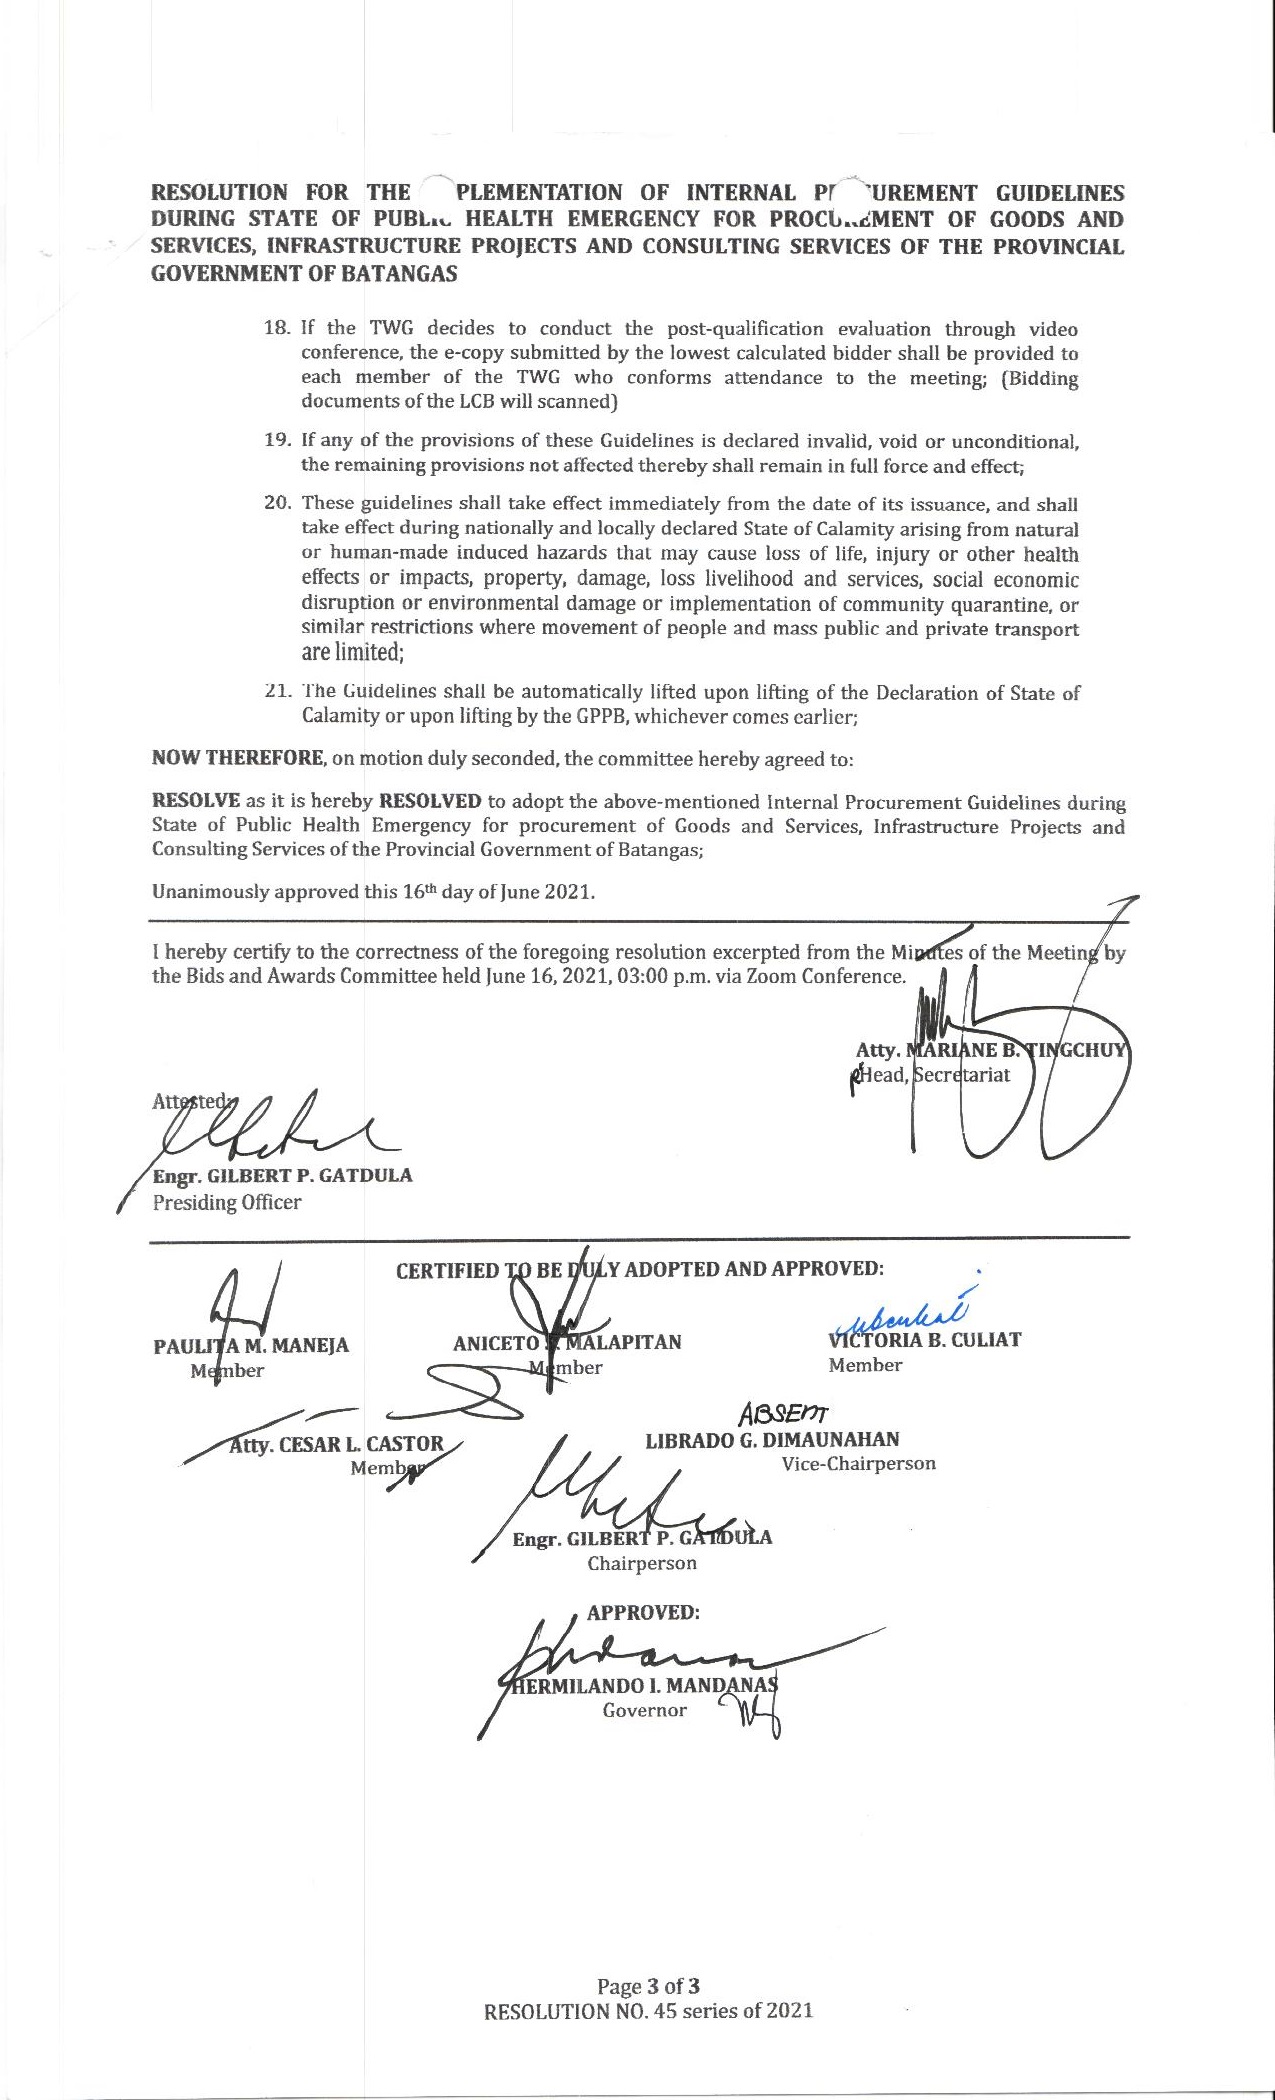 RESOLUTION FOR THE PLEMENTATION OF INTERNAL PR UREMENT GUIDELINES
DURING STATE OF PUBLIC HEALTH EMERGENCY FOR PROCUREMENT OF GOODS AND
SERVICES, INFRASTRUCTURE PROJECTS AND CONSULTING SERVICES OF THE PROVINCIAL
GOVERNMENT OF BATANGAS
18. If the TWG decides to conduct the post-qualification evaluation through video
conference, the e-copy submitted by the lowest calculated bidder shall be provided to
each member of the TWG who conforms attendance to the meeting; (Bidding
documents of the LCB will scanned)
19. If any of the provisions of these Guidelines is declared invalid, void or unconditional,
the remaining provisions not affected thereby shall remain in full force and effect;
20. These guidelines shall take effect immediately from the date of its issuance, and shall
take effect during nationally and locally declared State of Calamity arising from natural
or human-made induced hazards that may cause loss of life, injury or other health
effects or impacts, property, damage, loss livelihood and services, social economic
disruption or environmental damage or implementation of community quarantine, or
similar restrictions where movement of people and mass public and private transport
are limited;
21. The Guidelines shall be automatically lifted upon lifting of the Declaration of State of
Calamity or upon lifting by the GPPB, whichever comes earlier;
NOW THEREFORE, on motion duly seconded, the committee hereby agreed to:
RESOLVE as it is hereby RESOLVED to adopt the above-mentioned Internal Procurement Guidelines during
State of Public Health Emergency for procurement of Goods and Services, Infrastructure Projects and
Consulting Services of the Provincial Government of Batangas;
Unanimously approved this 16th day of June 2021.
I hereby certify to the correctness of the foregoing resolution excerpted from the Minutes of the Meeting by
the Bids and Awards Committee held June 16, 2021, 03:00 p.m. via Zoom Conference.
Atty. MARIANE B. TINGCHUY
Head, Secretariat
Attested:
Engr. GILBERT P. GATDULA
Presiding Officer
CERTIFIED TO BE DULY ADOPTED AND APPROVED:
PAULITA M. MANEJA ANICETO MALAPITAN VICTORIA B. CULIAT
Member Member Member
ABSENT
Atty. CESAR L. CASTOR LIBRADO G. DIMAUNAHAN
Member Vice-Chairperson
Engr. GILBERT P. GATDULA
Chairperson
APPROVED:
HERMILANDO I. MANDANAS
Governor
Page 3 of 3
RESOLUTION NO. 45 series of 2021